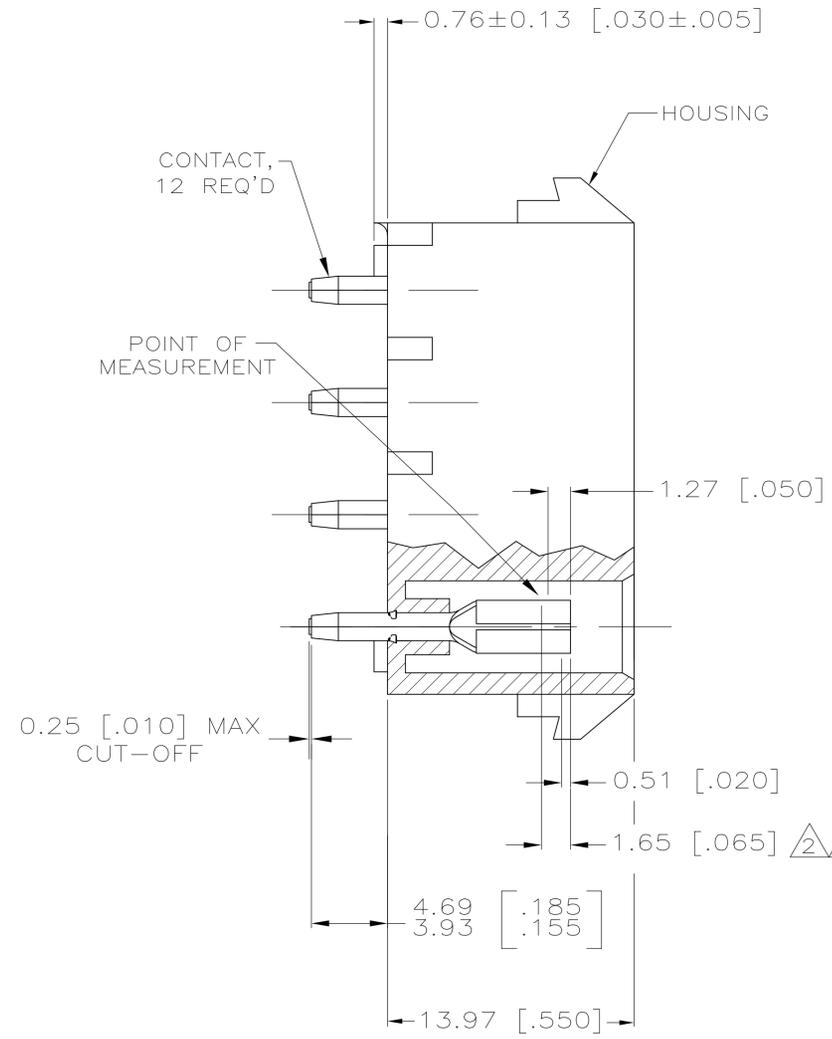 0.76±0.13 [.030±.005]
HOUSING
CONTACT,
12 REQ'D
POINT OF
MEASUREMENT
1.27 [.050]
0.25 [.010] MAX
CUT-OFF
0.51 [.020]
1.65 [.065] 2
4.69 [.185
3.93 .155]
13.97 [.550]